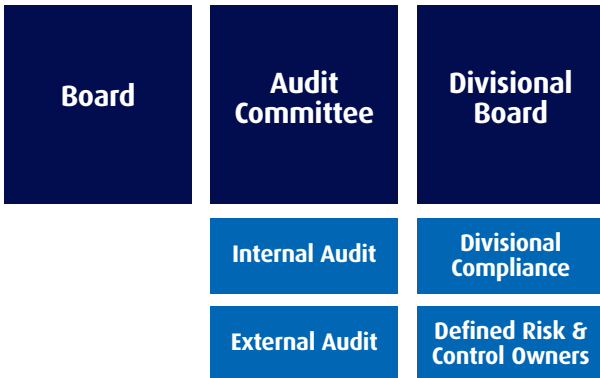 Board
Audit
Committee
Divisional
Board
Internal Audit
Divisional
Compliance
External Audit
Defined Risk &
Control Owners